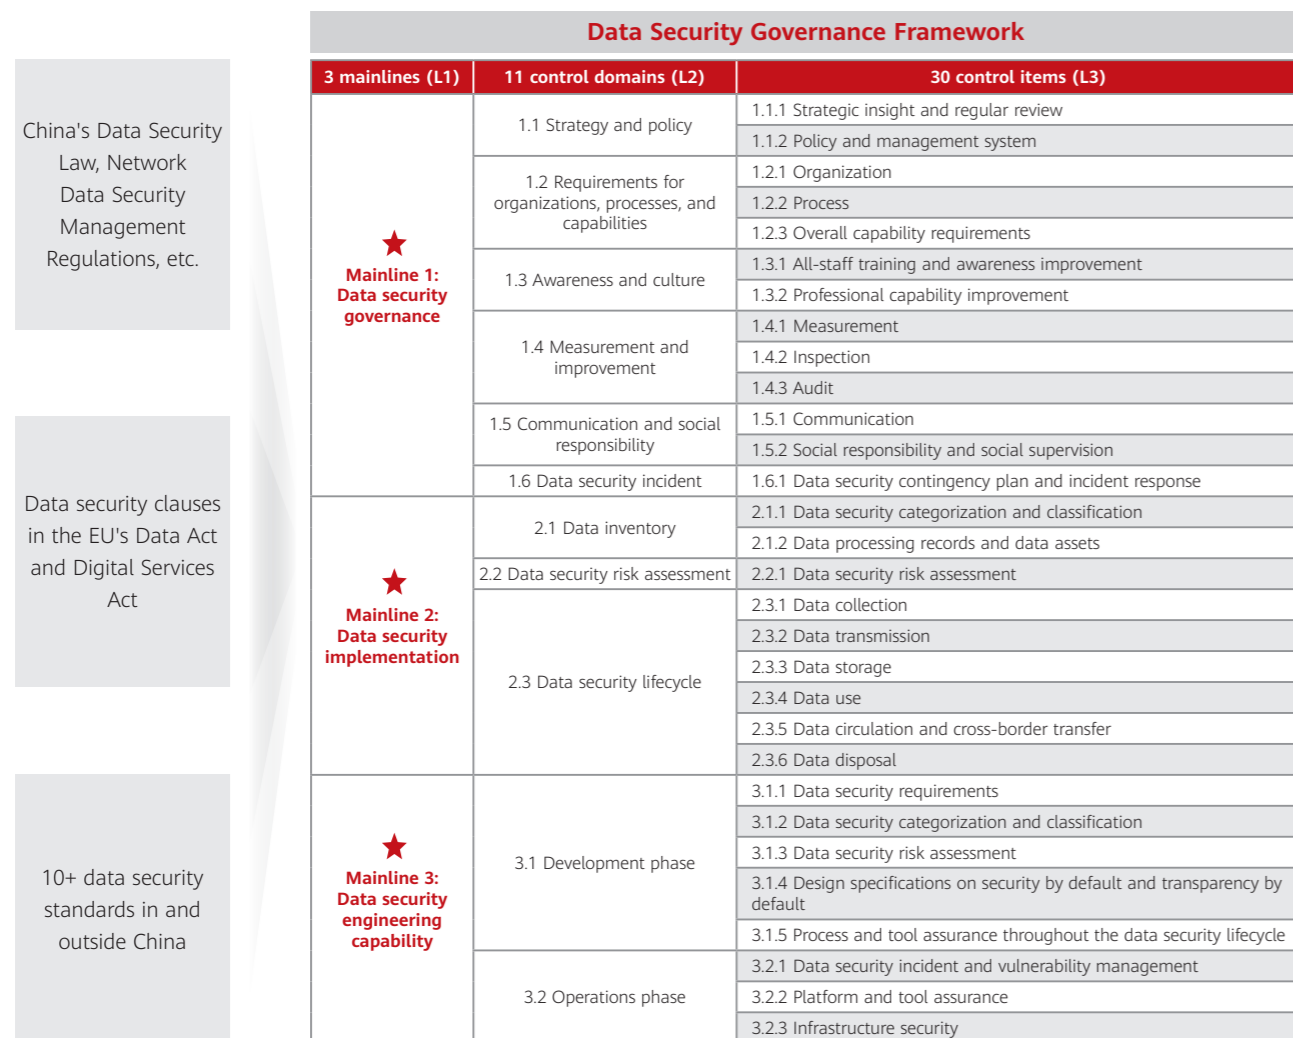 China's Data Security
Law, Network
Data Security
Management
Regulations, etc.
Data security clauses
in the EU's Data Act
and Digital Services
Act
10+ data security
standards in and
outside China
Data Security Governance Framework
3 mainlines (L1)
11 control domains (L2)
30 control items (L3)
Mainline 1:
Data security
governance
1.1 Strategy and policy
1.1.1 Strategic insight and regular review
1.1.2 Policy and management system
1.2 Requirements for
organizations, processes, and
capabilities
1.2.1 Organization
1.2.2 Process
1.2.3 Overall capability requirements
1.3 Awareness and culture
1.3.1 All-staff training and awareness improvement
1.3.2 Professional capability improvement
1.4 Measurement and
improvement
1.4.1 Measurement
1.4.2 Inspection
1.4.3 Audit
1.5 Communication and social
responsibility
1.5.1 Communication
1.5.2 Social responsibility and social supervision
1.6 Data security incident
1.6.1 Data security contingency plan and incident response
Mainline 2:
Data security
implementation
2.1 Data inventory
2.1.1 Data security categorization and classification
2.1.2 Data processing records and data assets
2.2 Data security risk assessment
2.2.1 Data security risk assessment
2.3 Data security lifecycle
2.3.1 Data collection
2.3.2 Data transmission
2.3.3 Data storage
2.3.4 Data use
2.3.5 Data circulation and cross-border transfer
2.3.6 Data disposal
Mainline 3:
Data security
engineering
capability
3.1 Development phase
3.1.1 Data security requirements
3.1.2 Data security categorization and classification
3.1.3 Data security risk assessment
3.1.4 Design specifications on security by default and transparency by
default
3.1.5 Process and tool assurance throughout the data security lifecycle
3.2 Operations phase
3.2.1 Data security incident and vulnerability management
3.2.2 Platform and tool assurance
3.2.3 Infrastructure security